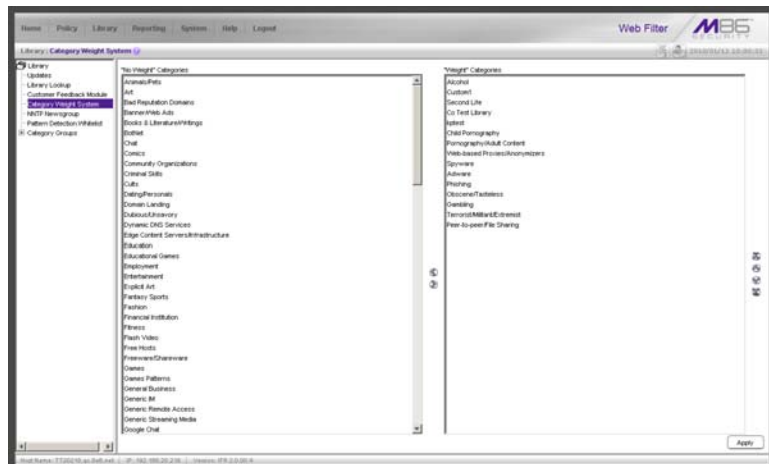 Home Policy Library Reporting System Help Logout
Web Filter
M86
SECURITY
Library: Category Weight System
Library
Updates
Library Lookup
Customer Feedback Module
Category Weight System
NNTP Newsgroup
Pattern Detection Whitelist
Category Groups
"No Weight" Categories
Animals/Pets
Art
Bad Reputation Domains
Banner/Web Ads
Books & Literature/Writings
BotNet
Chat
Comics
Community Organizations
Criminal Skills
Cults
Dating/Personals
Domain Landing
Dubious/Unsavory
Dynamic DNS Services
Edge Content Servers/Infrastructure
Education
Educational Games
Employment
Entertainment
Explicit Art
Fantasy Sports
Fashion
Financial Institution
Fitness
Flash Video
Free Hosts
Freeware/Shareware
Games
Games Patterns
General Business
Generic IM
Generic Remote Access
Generic Streaming Media
Google Chat
"Weight" Categories
Alcohol
Custom1
Second Life
Co Test Library
kptest
Child Pornography
Pornography/Adult Content
Web-based Proxies/Anonymizers
Spyware
Adware
Phishing
Obscene/Tasteless
Gambling
Terrorist/Militant/Extremist
Peer-to-peer/File Sharing
Apply